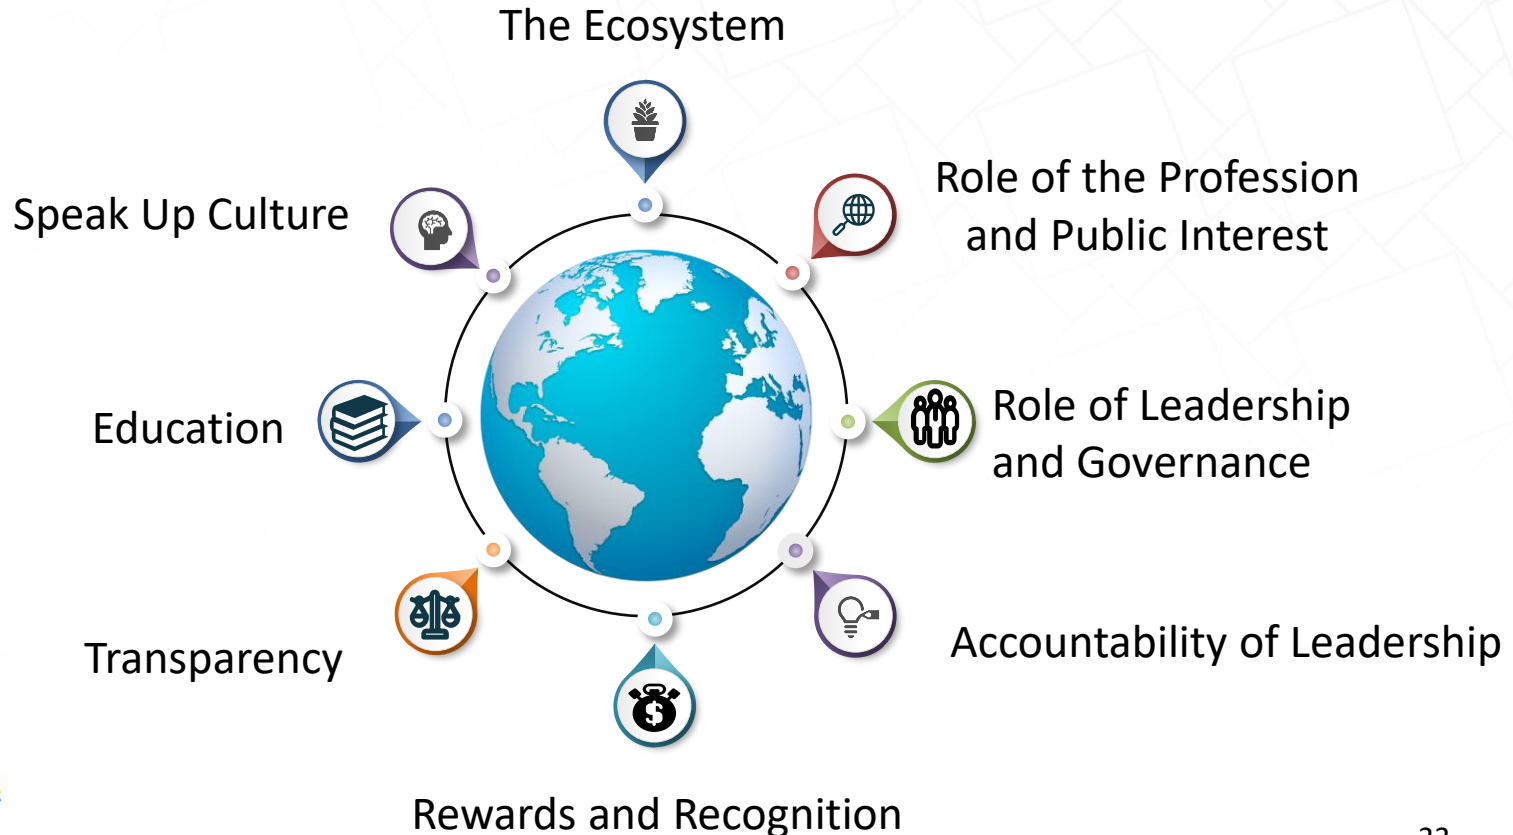 The Ecosystem
Role of the Profession
and Public Interest
Speak Up Culture
Role of Leadership
and Governance
Education
Accountability of Leadership
Transparency
$
Rewards and Recognition